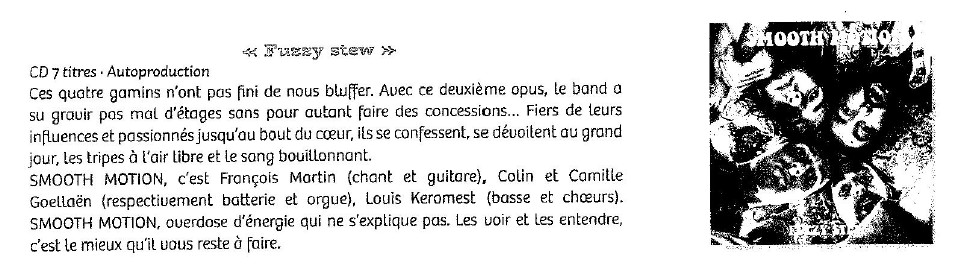 « Fuzzy stew »
CD 7 titres · Autoproduction
Ces quatre gamins n'ont pas fini de nous bluffer. Avec ce deuxième opus, le band a
su gravir pas mal d'étages sans pour autant faire des concessions... Fiers de leurs
influences et passionnés jusqu'au bout du cœur, ils se confessent, se dévoilent au grand
jour, les tripes à l'air libre et le sang bouillonnant.
SMOOTH MOTION, c'est François Martin (chant et guitare), Colin et Camille
Goellaën (respectivement batterie et orgue), Louis Keromest (basse et chœurs).
SMOOTH MOTION, overdose d'énergie qui ne s'explique pas. Les voir et les entendre,
c'est le mieux qu'il vous reste à faire.
SMOOTH MOTION